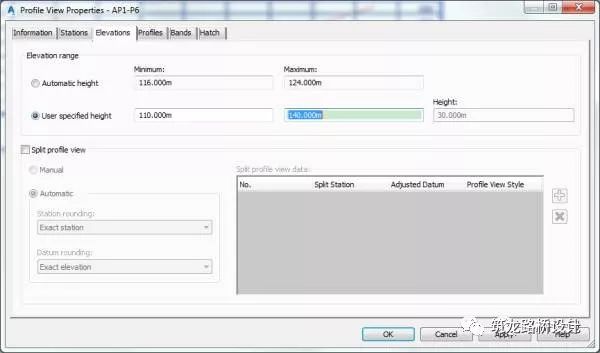 Profile View Properties - AP1-P6
Information Stations Elevations Profiles Bands Hatch
Elevation range
Minimum: Maximum:
Automatic height 116.000m 124.000m
Height:
User specified height 110.000m 140.000m 30.000m
Split profile view
Manual Split profile view data:
No. Split Station Adjusted Datum Profile View Style
Automatic
Station rounding:
Exact station
Datum rounding:
Exact elevation
OK Cancel Apply Help
筑龙路桥设计